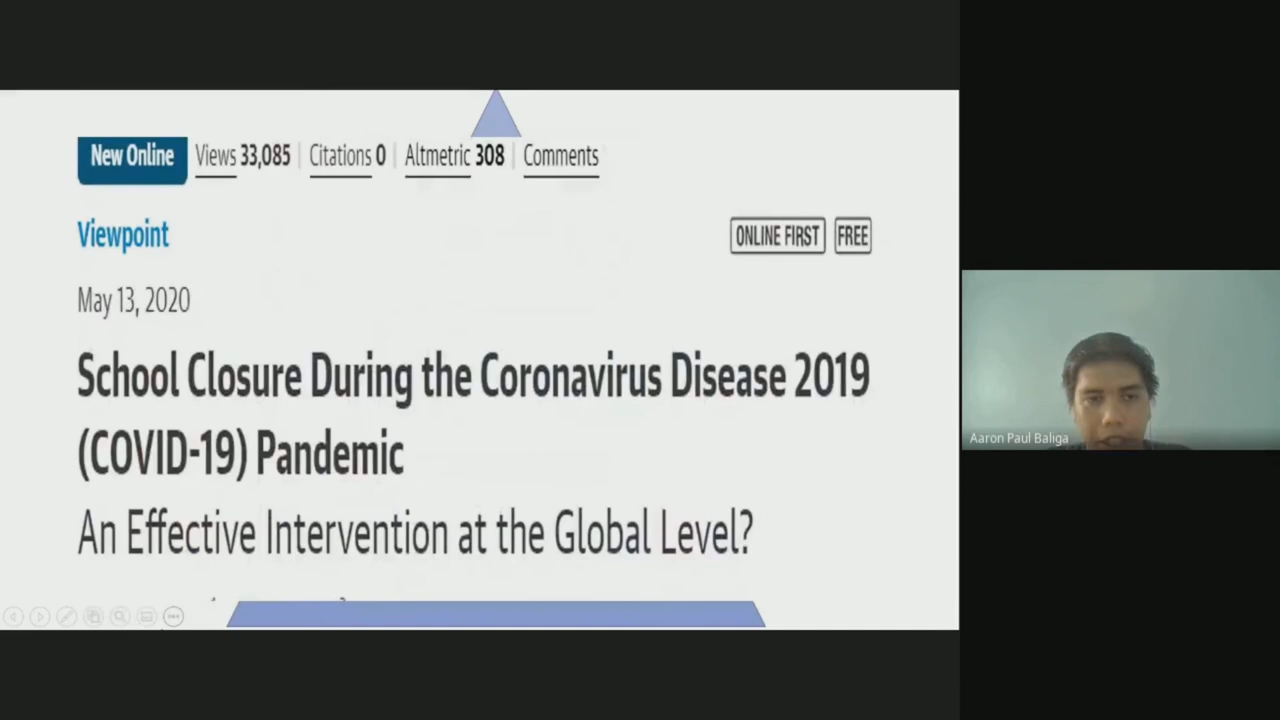 New Online Views 33,085 Citations 0 Altmetric 308 Comments
Viewpoint
ONLINE FIRST FREE
May 13, 2020
School Closure During the Coronavirus Disease 2019
(COVID-19) Pandemic
An Effective Intervention at the Global Level?
Aaron Paul Baliga